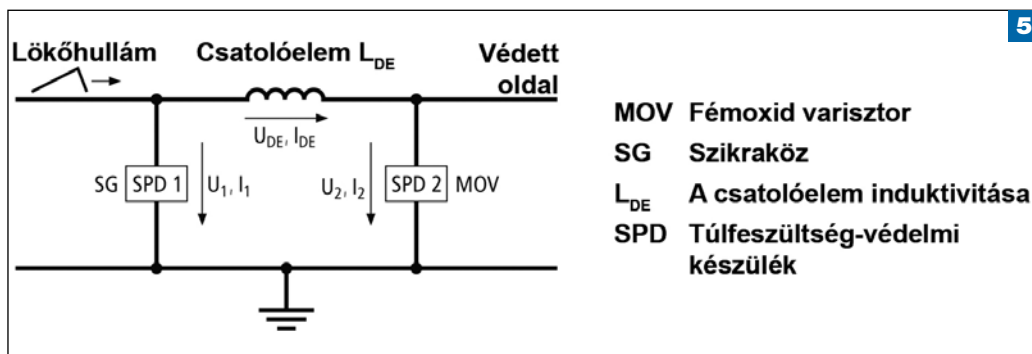 5
Lökőhullám
Csatolóelem L_DE
Védett
oldal
U_DE, I_DE
SG
SPD 1
U_1, I_1
U_2, I_2
SPD 2
MOV
MOV Fémoxid varisztor
SG Szikraköz
L_DE A csatolóelem induktivitása
SPD Túlfeszültség-védelmi
készülék